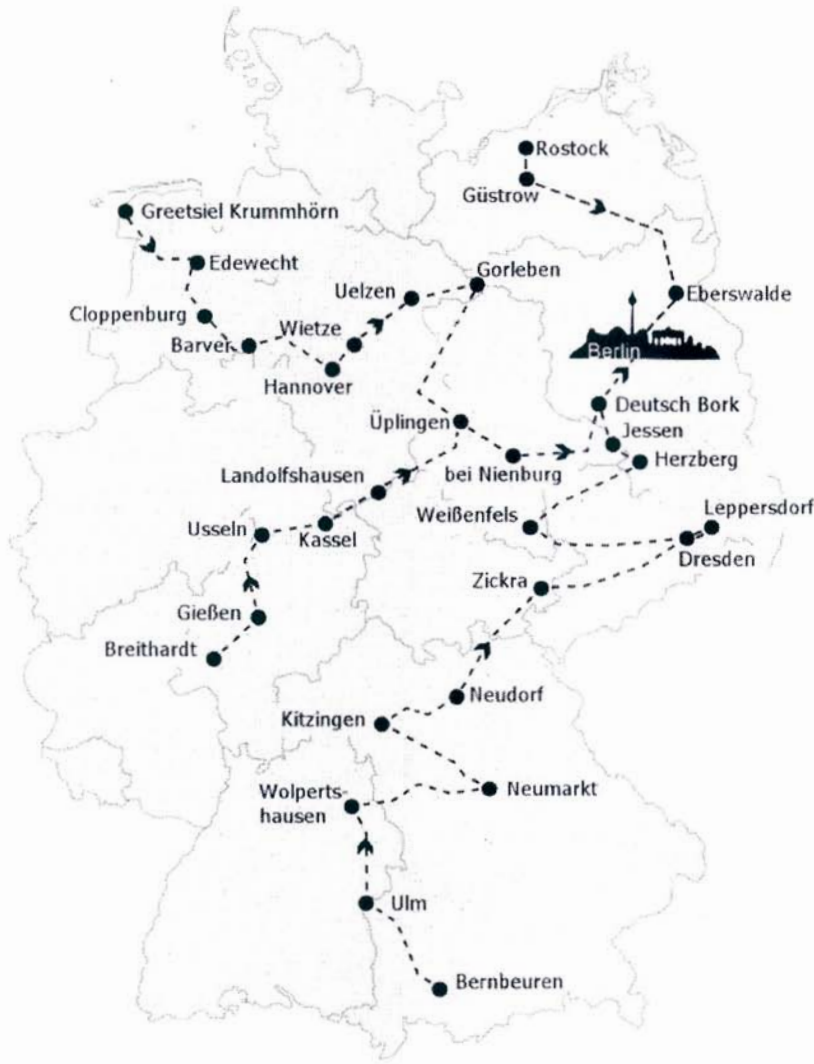 Rostock
Güstrow
Greetsiel Krummhörn
Edewecht
Gorleben
Uelzen
Eberswalde
Cloppenburg
Wietze
Barver
Berlin
Hannover
Deutsch Bork
Üplingen
Jessen
bei Nienburg
Herzberg
Landolfshausen
Weißenfels
Leppersdorf
Usseln
Kassel
Dresden
Zickra
Gießen
Breithardt
Neudorf
Kitzingen
Neumarkt
Wolperts-
hausen
Ulm
Bernbeuren